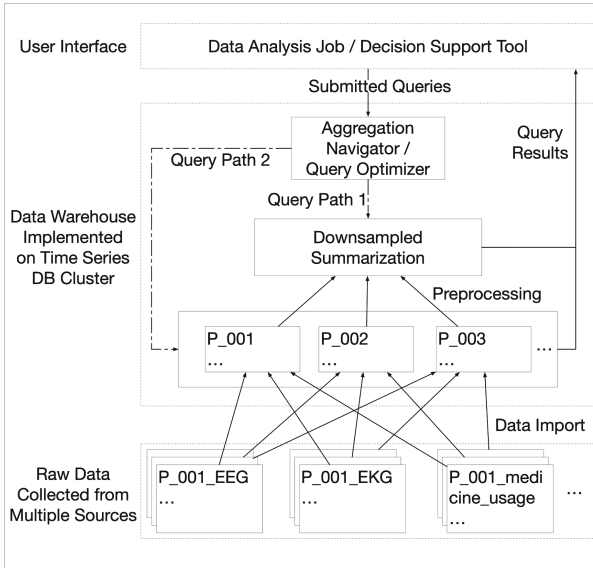 User Interface
Data Analysis Job / Decision Support Tool
Submitted Queries
Aggregation
Navigator /
Query Optimizer
Query Path 2
Query
Results
Query Path 1
Data Warehouse
Implemented
on Time Series
DB Cluster
Downsampled
Summarization
Preprocessing
P_001
...
P_002
...
P_003
...
...
Data Import
Raw Data
Collected from
Multiple Sources
P_001_EEG
...
P_001_EKG
...
P_001_medi
cine_usage
...
...